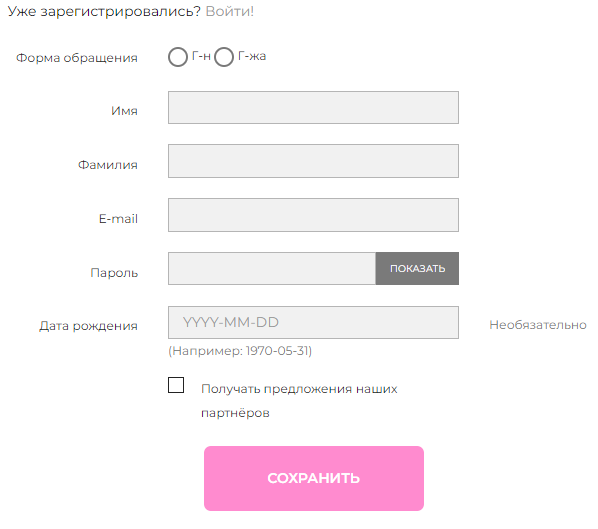 Уже зарегистрировались? Войти!
Форма обращения Г-н Г-жа
Имя
Фамилия
E-mail
Пароль ПОКАЗАТЬ
Дата рождения YYYY-MM-DD Необязательно
(Например: 1970-05-31)
Получать предложения наших
партнёров
СОХРАНИТЬ